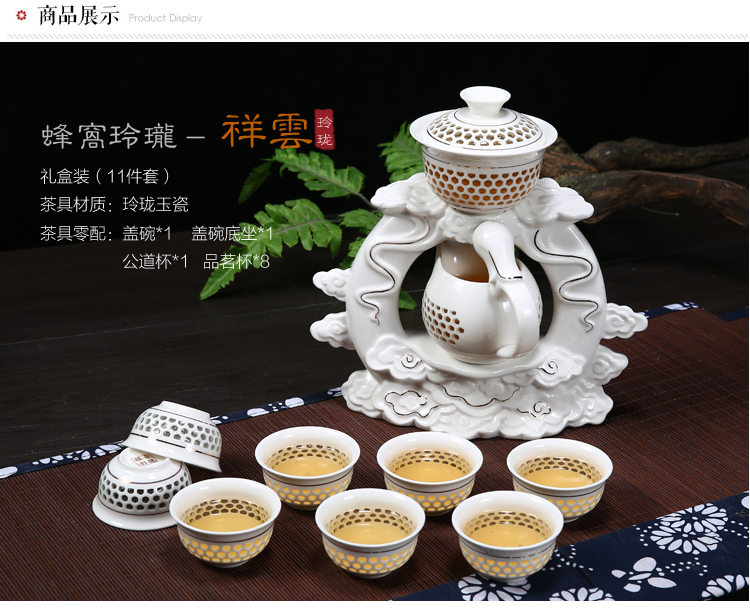 商品展示 Product Display
蜂窝玲瓏 – 祥雲 玲珑
礼盒装（11件套）
茶具材质：玲珑玉瓷
茶具零配：盖碗*1 盖碗底坐*1
公道杯*1 品茗杯*8